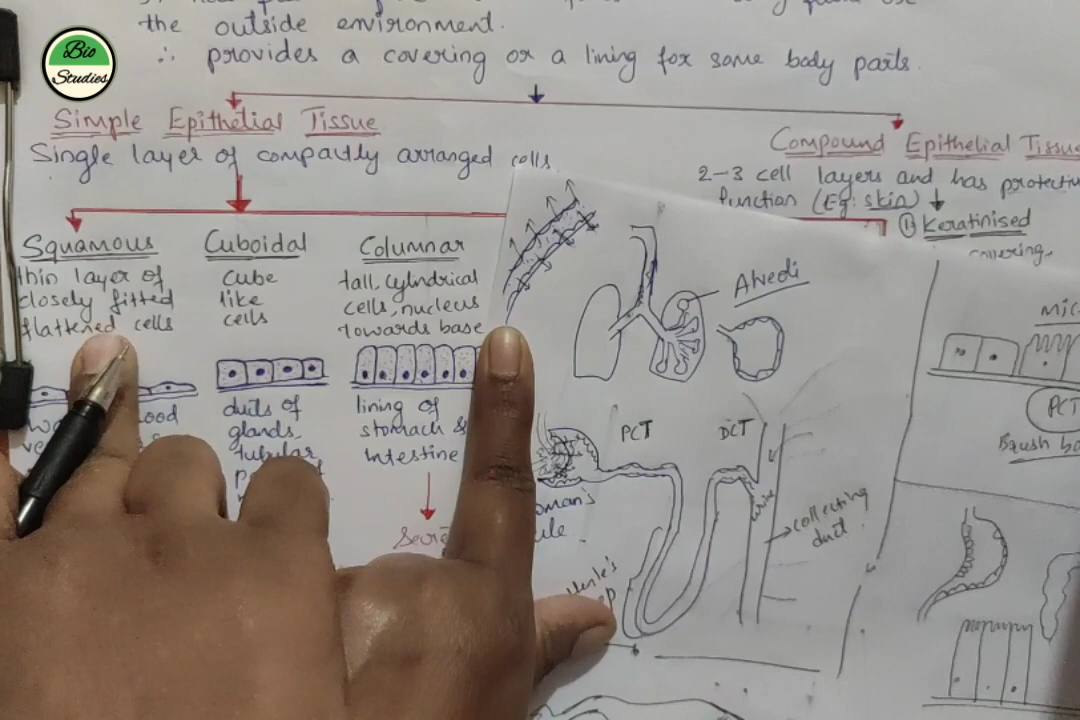 Bio
Studies
the outside environment.
∴ provides a covering or a lining for some body parts.
Simple Epithelial Tissue
Single layer of compactly arranged cells.
Compound Epithelial Tissue
2-3 cell layers and has protective
function (Eg: skin)
Keratinised
covering.
Squamous
thin layer of
closely fitted
flattened cells
Cuboidal
Cube
like
cells
ducts of
glands,
tubular
Columnar
tall, cylindrical
cells, nucleus
towards base
lining of
stomach &
Intestine
Alveoli
PCT
DCT
collecting
duct
Henle's
PCT
Brush